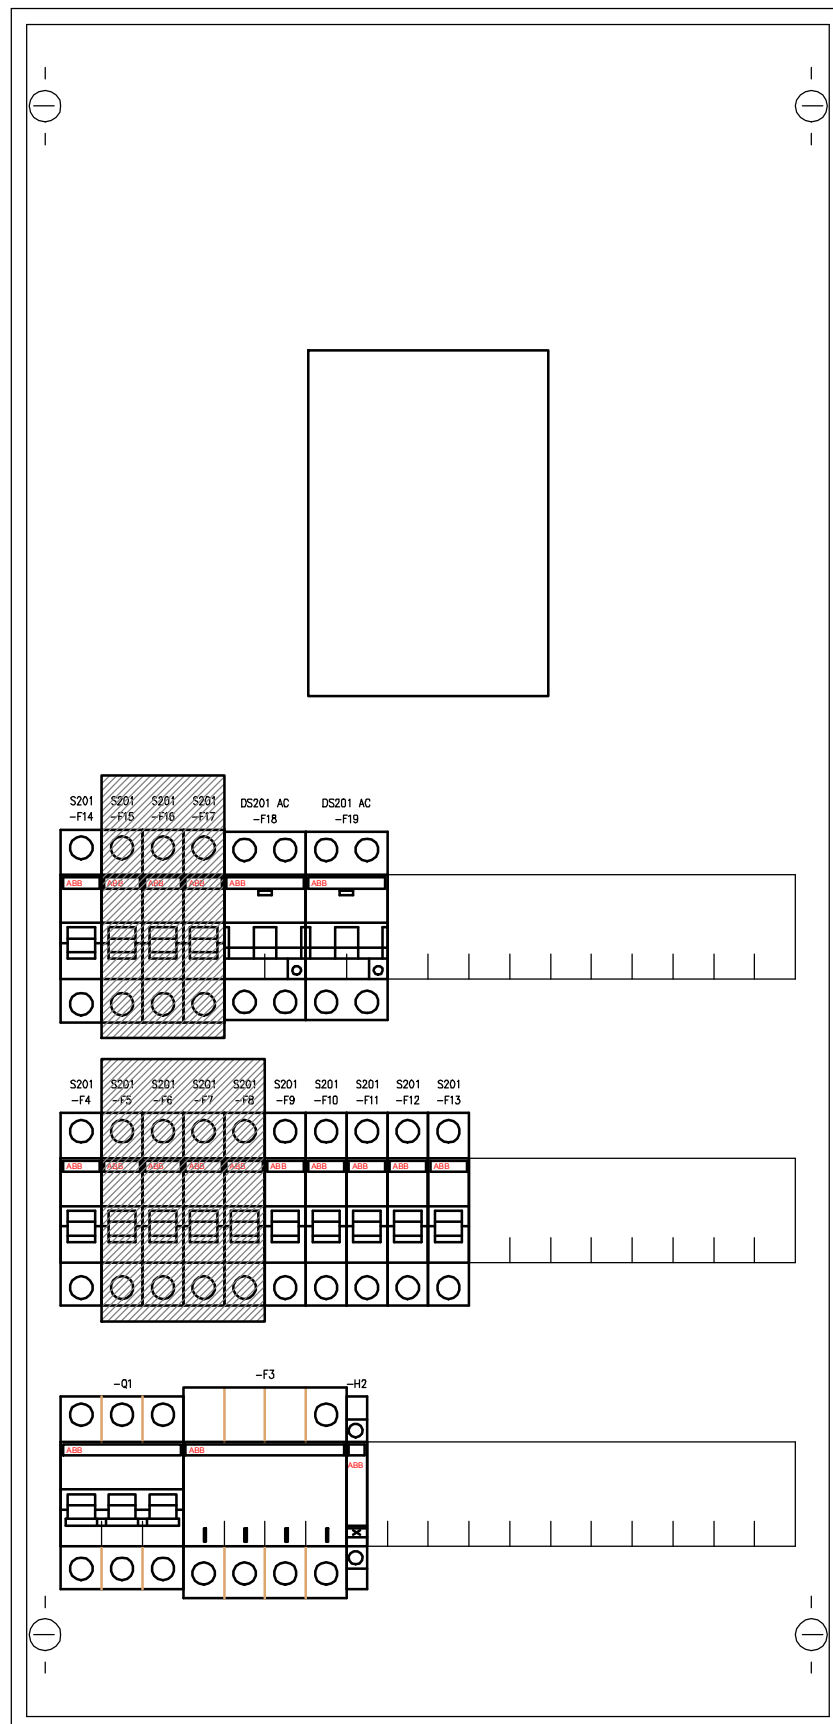 S201 S201 S201 S201 DS201 AC DS201 AC
-F14 -F15 -F16 -F17 -F18 -F19
ABB ABB ABB ABB ABB ABB
S201 S201 S201 S201 S201 S201 S201 S201 S201 S201
-F4 -F5 -F6 -F7 -F8 -F9 -F10 -F11 -F12 -F13
ABB ABB ABB ABB ABB ABB ABB ABB ABB ABB
-Q1 -F3 -H2
ABB ABB
ABB